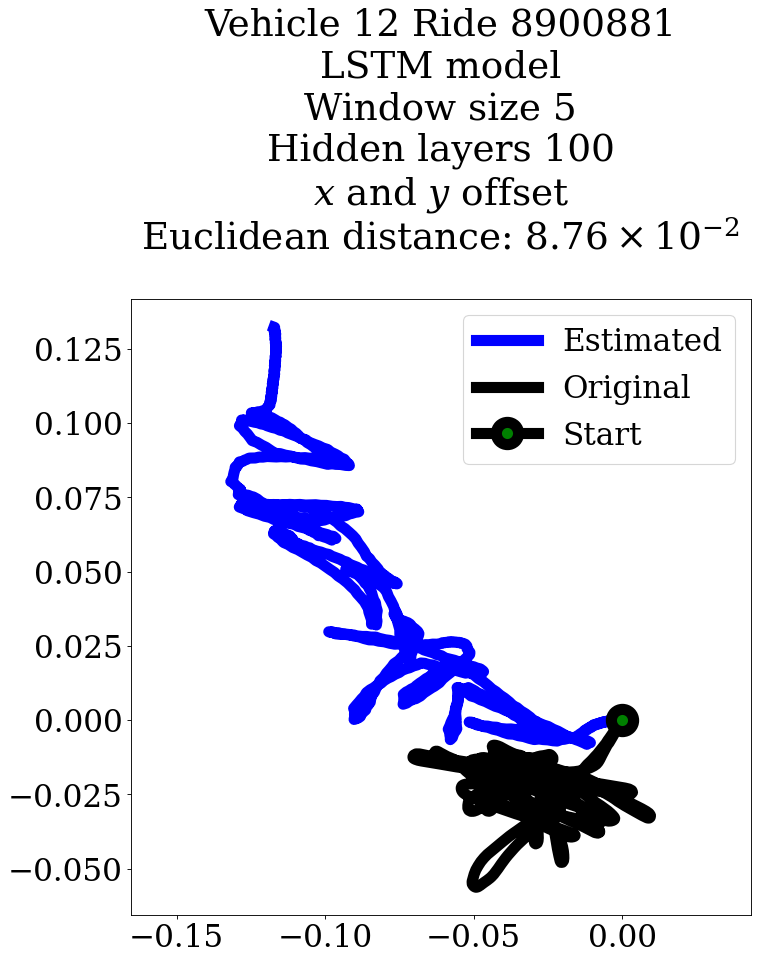 Vehicle 12 Ride 8900881
LSTM model
Window size 5
Hidden layers 100
x and y offset
Euclidean distance: 8.76 × 10⁻²
Estimated
Original
Start
0.125
0.100
0.075
0.050
0.025
0.000
−0.025
−0.050
−0.15 −0.10 −0.05 0.00